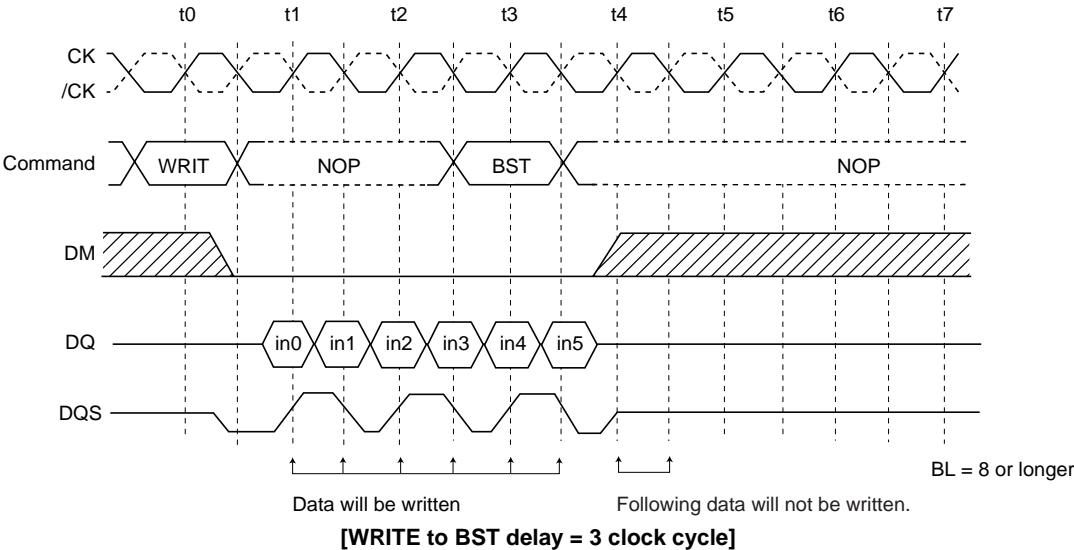 t0 t1 t2 t3 t4 t5 t6 t7
CK
/CK
Command WRIT NOP BST NOP
DM
DQ in0 in1 in2 in3 in4 in5
DQS
BL = 8 or longer
Data will be written Following data will not be written.
[WRITE to BST delay = 3 clock cycle]